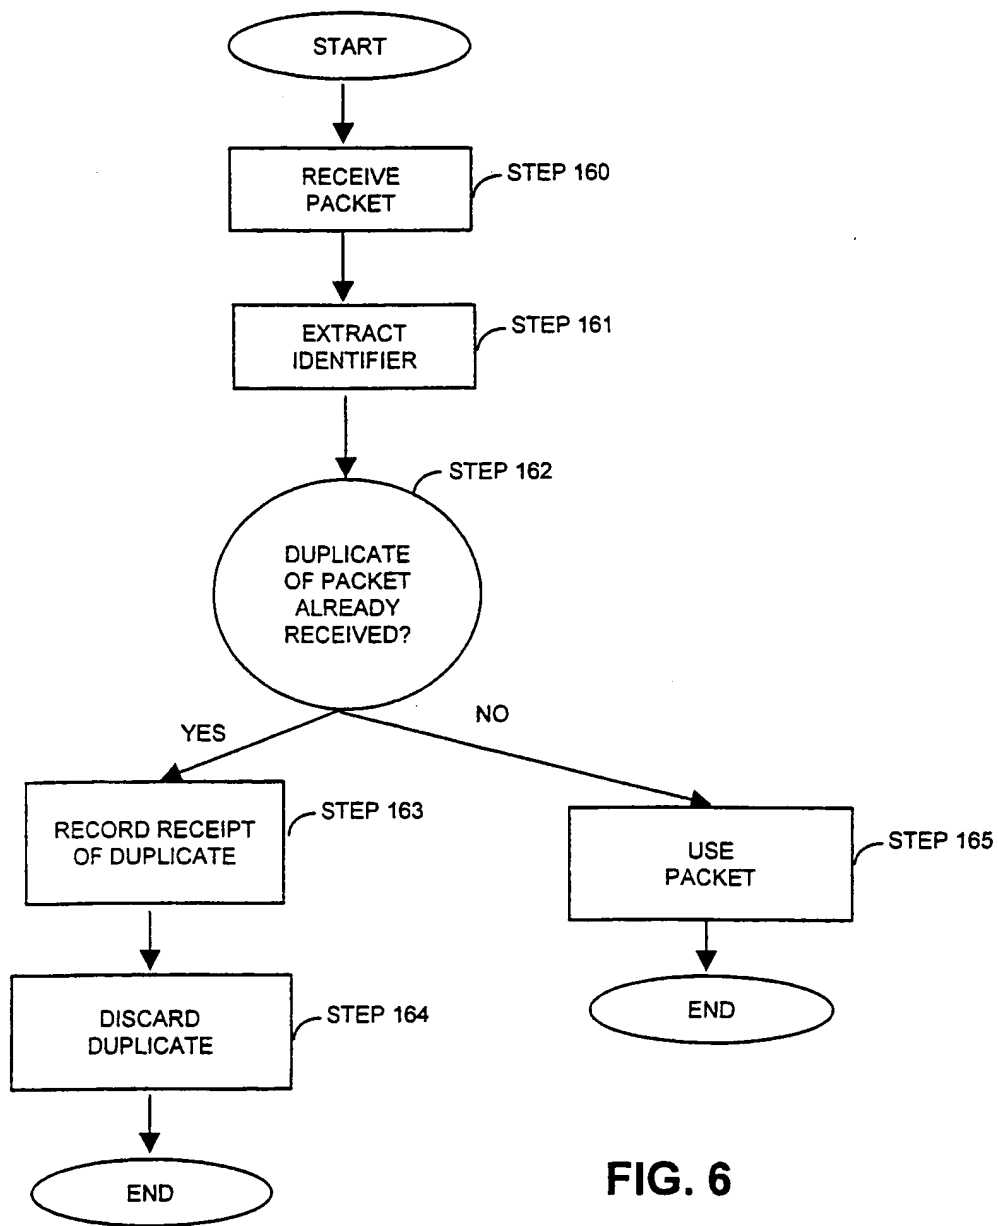 START
RECEIVE
PACKET
STEP 160
EXTRACT
IDENTIFIER
STEP 161
STEP 162
DUPLICATE
OF PACKET
ALREADY
RECEIVED?
YES
NO
RECORD RECEIPT
OF DUPLICATE
STEP 163
USE
PACKET
STEP 165
DISCARD
DUPLICATE
STEP 164
END
END
FIG. 6